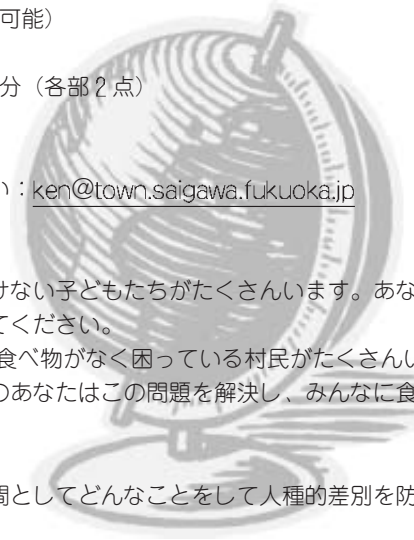 可能）
分（各部２点）
い：ken@town.saigawa.fukuoka.jp
けない子どもたちがたくさんいます。あな
てください。
食べ物がなく困っている村民がたくさんい
のあなたはこの問題を解決し、みんなに食
間としてどんなことをして人種的差別を防